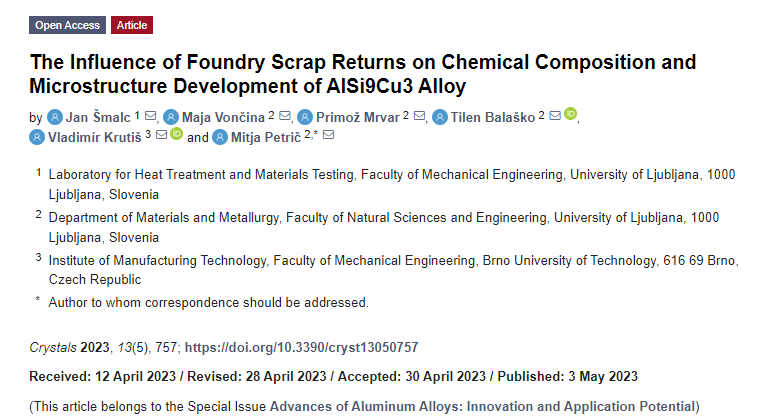 Open Access Article
The Influence of Foundry Scrap Returns on Chemical Composition and
Microstructure Development of AlSi9Cu3 Alloy
by Jan Šmalc 1, Maja Vončina 2, Primož Mrvar 2, Tilen Balaško 2,
Vladimír Krutiš 3 and Mitja Petrič 2,*
1 Laboratory for Heat Treatment and Materials Testing, Faculty of Mechanical Engineering, University of Ljubljana, 1000
Ljubljana, Slovenia
2 Department of Materials and Metallurgy, Faculty of Natural Sciences and Engineering, University of Ljubljana, 1000
Ljubljana, Slovenia
3 Institute of Manufacturing Technology, Faculty of Mechanical Engineering, Brno University of Technology, 616 69 Brno,
Czech Republic
* Author to whom correspondence should be addressed.
Crystals 2023, 13(5), 757; https://doi.org/10.3390/cryst13050757
Received: 12 April 2023 / Revised: 28 April 2023 / Accepted: 30 April 2023 / Published: 3 May 2023
(This article belongs to the Special Issue Advances of Aluminum Alloys: Innovation and Application Potential)